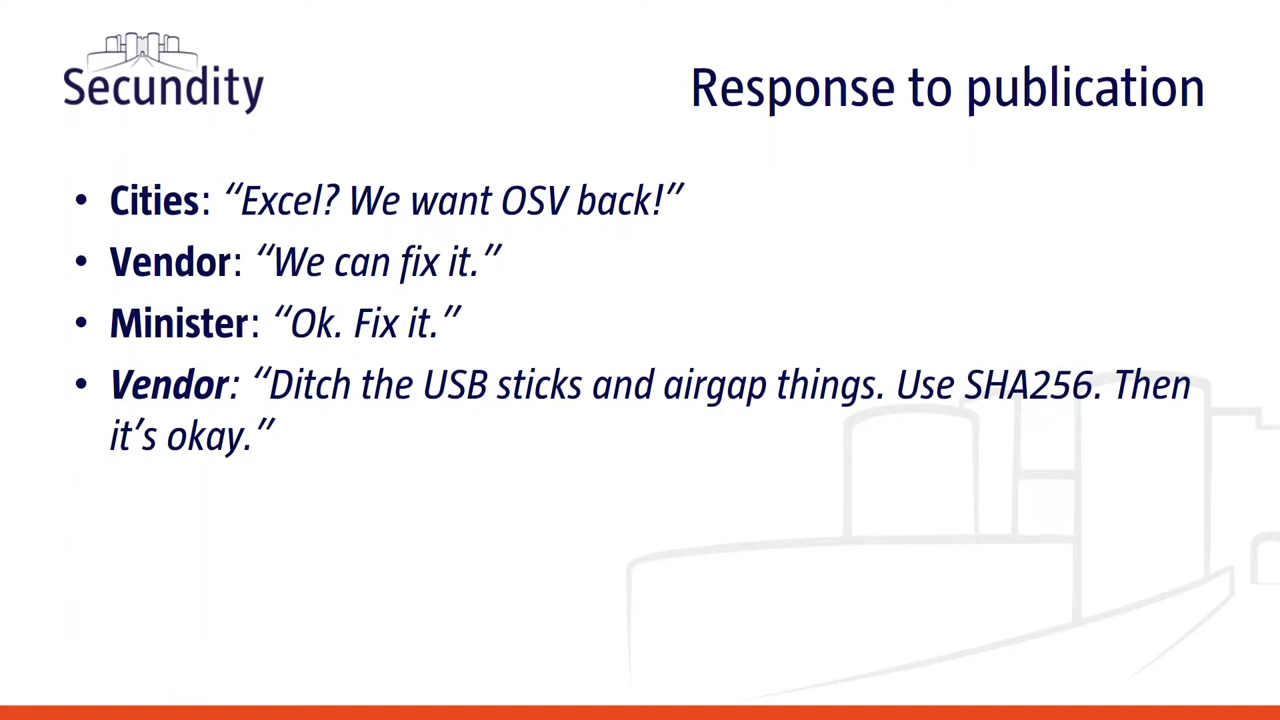 Secundity
Response to publication
• Cities: “Excel? We want OSV back!”
• Vendor: “We can fix it.”
• Minister: “Ok. Fix it.”
• Vendor: “Ditch the USB sticks and airgap things. Use SHA256. Then
it’s okay.”